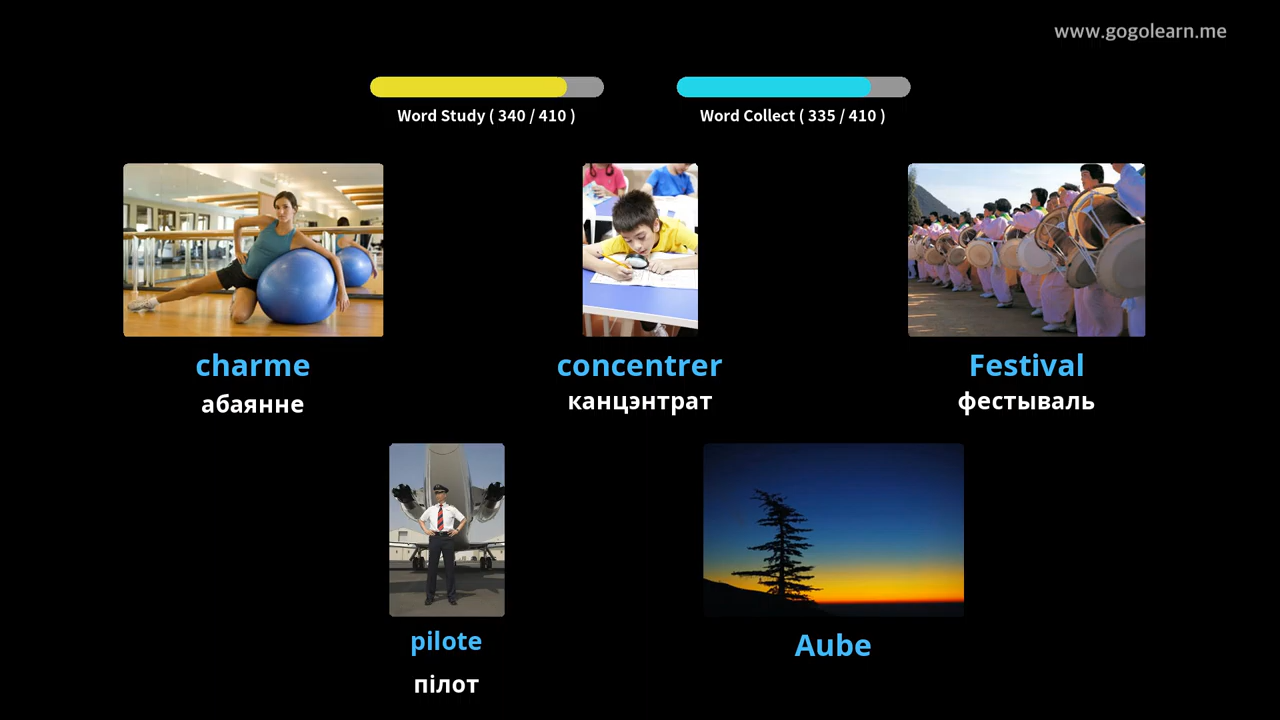 www.gogolearn.me
Word Study ( 340 / 410 )
Word Collect ( 335 / 410 )
charme
абаянне
concentrer
канцэнтрат
Festival
фестываль
pilote
пілот
Aube